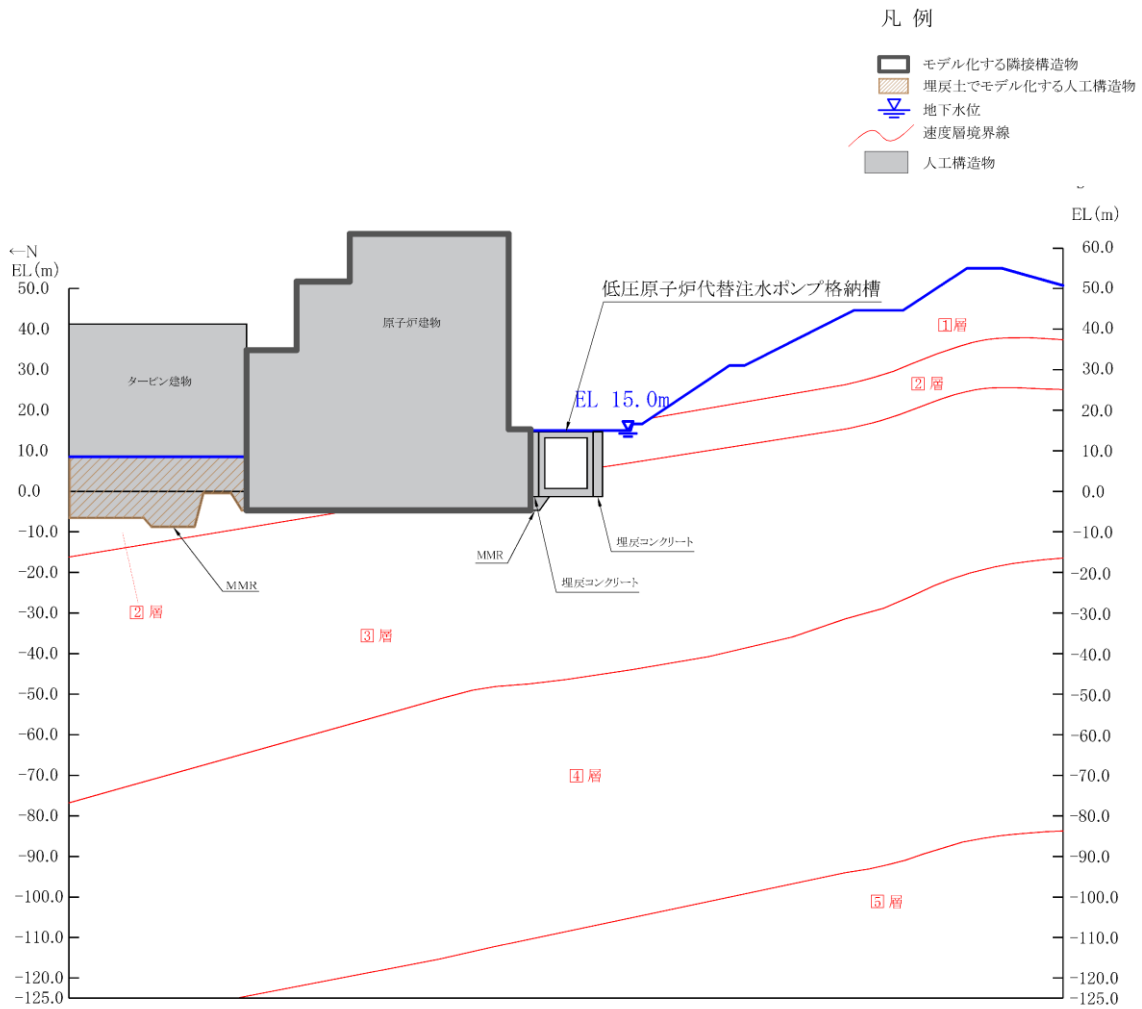 凡 例
モデル化する隣接構造物
埋戻土でモデル化する人工構造物
地下水位
速度層境界線
人工構造物
←N
EL(m)
50.0
40.0
30.0
20.0
10.0
0.0
-10.0
-20.0
-30.0
-40.0
-50.0
-60.0
-70.0
-80.0
-90.0
-100.0
-110.0
-120.0
-125.0
タービン建物
原子炉建物
低圧原子炉代替注水ポンプ格納槽
EL 15.0m
1層
2 層
MMR
埋戻コンクリート
埋戻コンクリート
MMR
2 層
3 層
4 層
5 層
EL(m)
60.0
50.0
40.0
30.0
20.0
10.0
0.0
-10.0
-20.0
-30.0
-40.0
-50.0
-60.0
-70.0
-80.0
-90.0
-100.0
-110.0
-120.0
-125.0